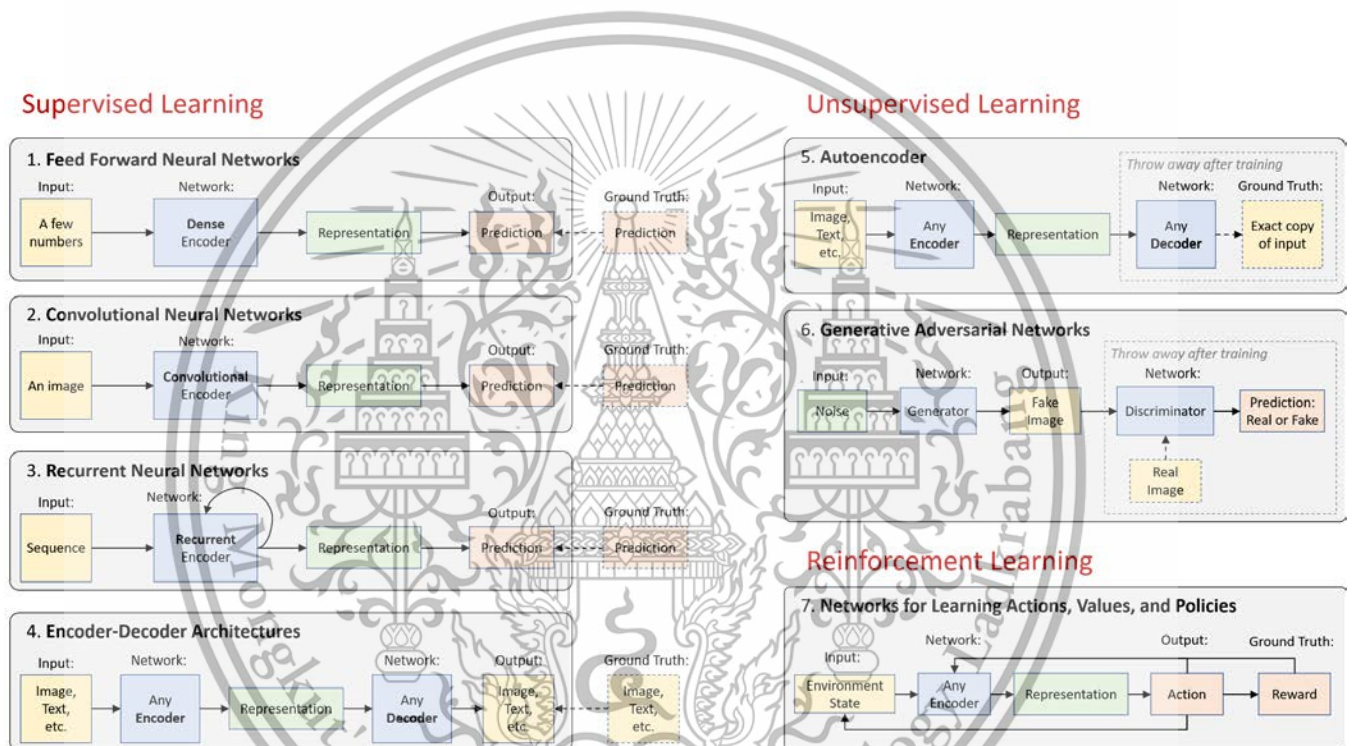 Supervised Learning
1. Feed Forward Neural Networks
Input:
Network:
Output:
Ground Truth:
A few
numbers
Dense
Encoder
Representation
Prediction
Prediction
2. Convolutional Neural Networks
Input:
Network:
Output:
Ground Truth:
An image
Convolutional
Encoder
Representation
Prediction
Prediction
3. Recurrent Neural Networks
Input:
Network:
Output:
Ground Truth:
Sequence
Recurrent
Encoder
Representation
Prediction
Prediction
4. Encoder-Decoder Architectures
Input:
Network:
Network:
Output:
Ground Truth:
Image,
Text,
etc.
Any
Encoder
Representation
Any
Decoder
Image,
Text,
etc.
Image,
Text,
etc.
Unsupervised Learning
5. Autoencoder
Throw away after training
Input:
Network:
Network:
Ground Truth:
Image,
Text,
etc.
Any
Encoder
Representation
Any
Decoder
Exact copy
of input
6. Generative Adversarial Networks
Throw away after training
Input:
Network:
Output:
Network:
Noise
Generator
Fake
Image
Discriminator
Prediction:
Real or Fake
Real
Image
Reinforcement Learning
7. Networks for Learning Actions, Values, and Policies
Input:
Network:
Output:
Ground Truth:
Environment
State
Any
Encoder
Representation
Action
Reward
King Mongkut's
Ladkrabang